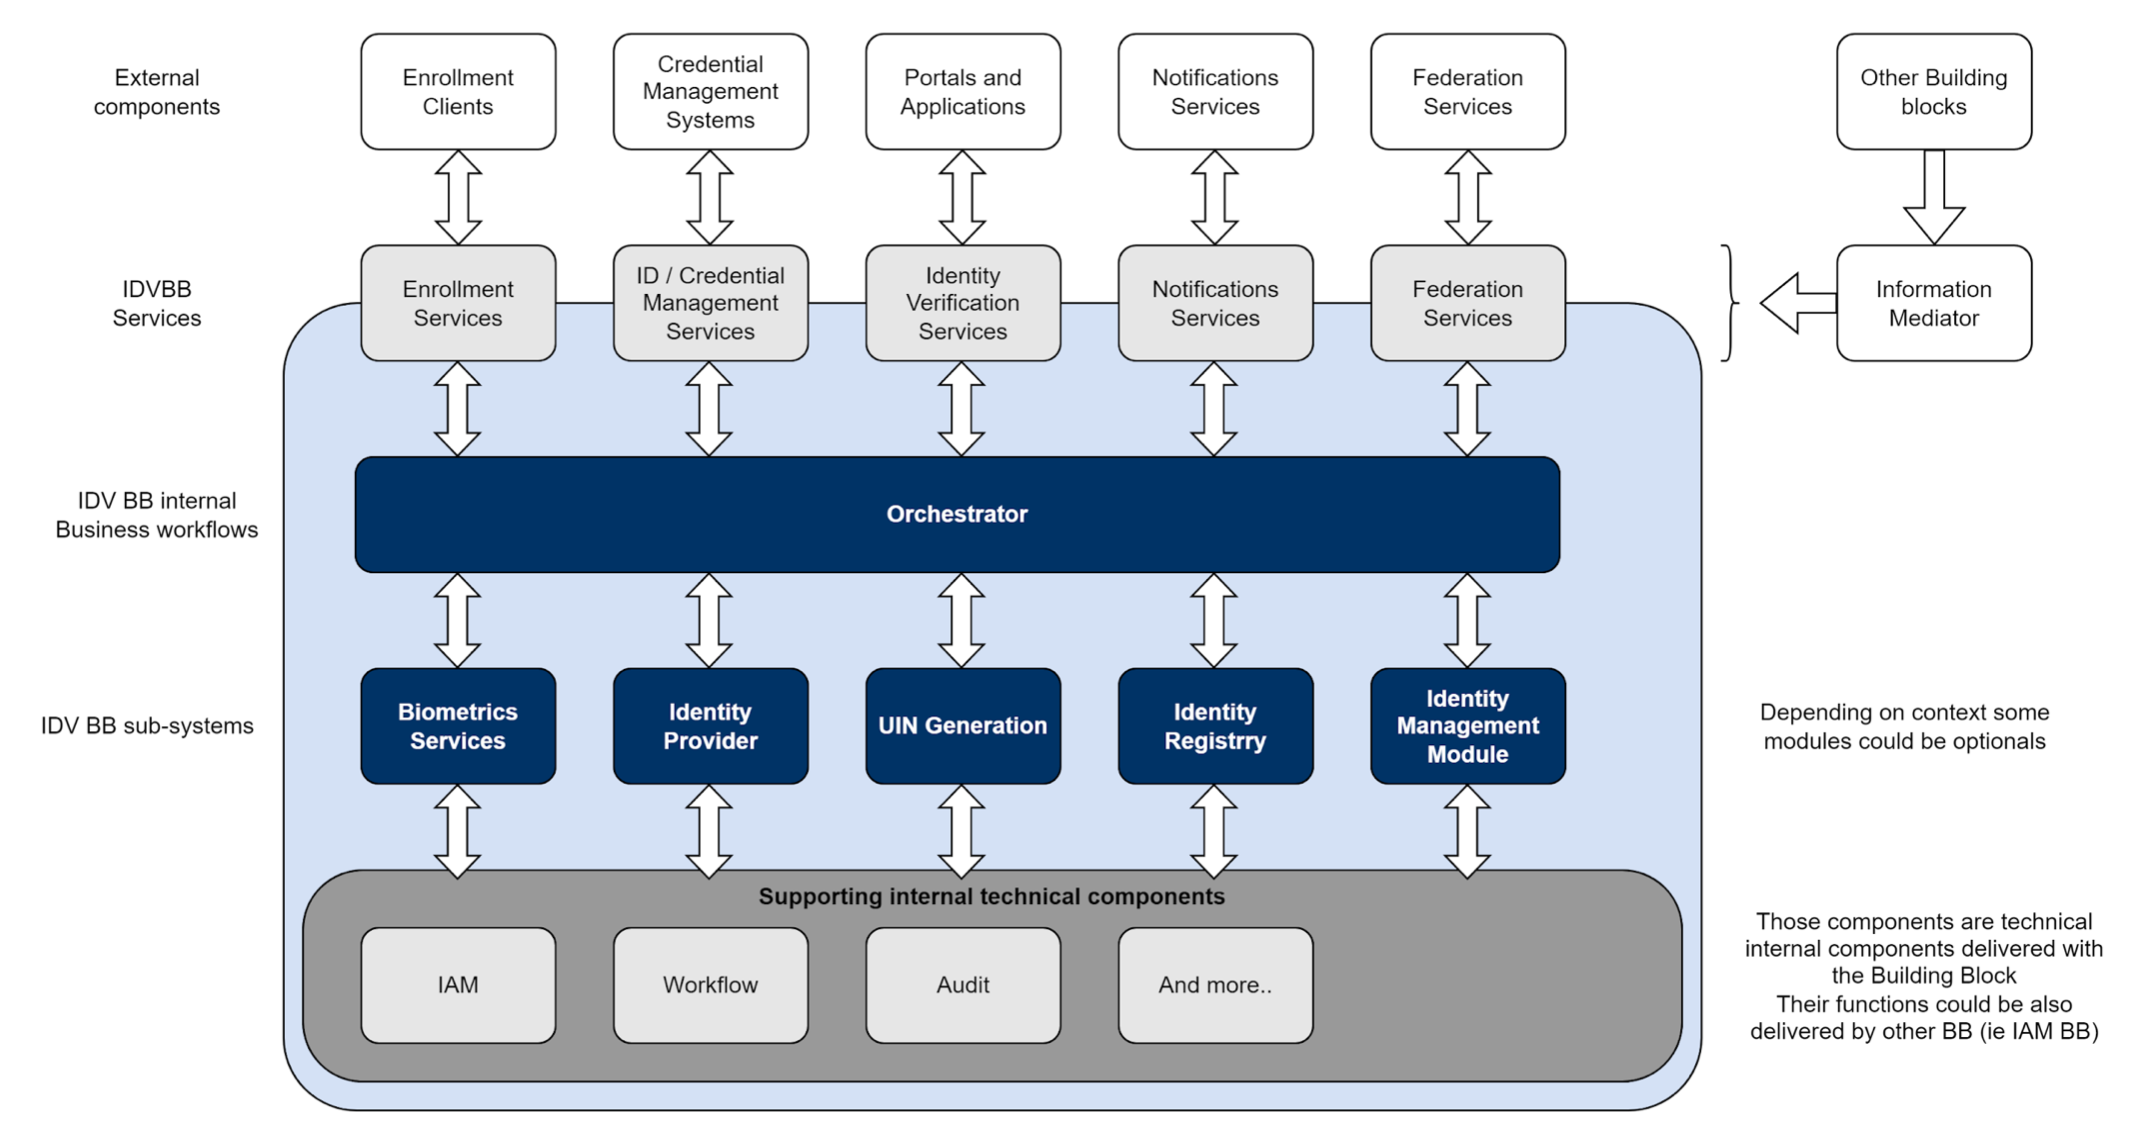 External
components
Enrollment
Clients
Credential
Management
Systems
Portals and
Applications
Notifications
Services
Federation
Services
Other Building
blocks
IDVBB
Services
Enrollment
Services
ID / Credential
Management
Services
Identity
Verification
Services
Notifications
Services
Federation
Services
Information
Mediator
IDV BB internal
Business workflows
Orchestrator
IDV BB sub-systems
Biometrics
Services
Identity
Provider
UIN Generation
Identity
Registrry
Identity
Management
Module
Depending on context some
modules could be optionals
Supporting internal technical components
IAM
Workflow
Audit
And more..
Those components are technical
internal components delivered with
the Building Block
Their functions could be also
delivered by other BB (ie IAM BB)